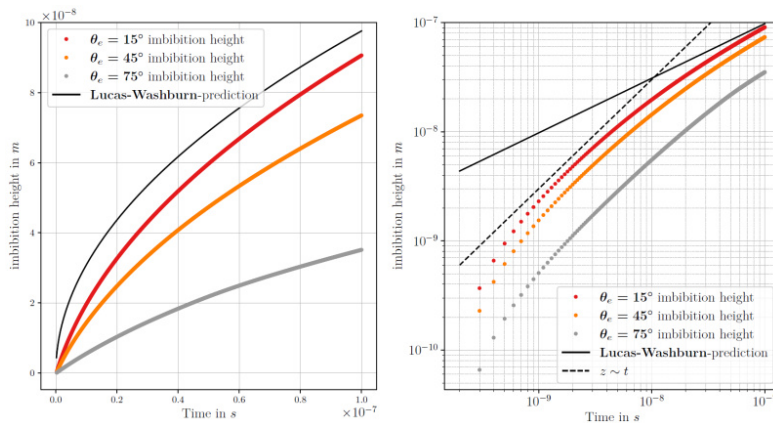 ×10⁻⁸
10
θₑ = 15° imbibition height
θₑ = 45° imbibition height
θₑ = 75° imbibition height
Lucas-Washburn-prediction
8
6
4
2
0
imbibition height in m
0.0 0.2 0.4 0.6 0.8 1.0
Time in s
×10⁻⁷
10⁻⁷
10⁻⁸
10⁻⁹
10⁻¹⁰
imbibition height in m
θₑ = 15° imbibition height
θₑ = 45° imbibition height
θₑ = 75° imbibition height
Lucas-Washburn-prediction
z ∼ t
10⁻⁹ 10⁻⁸
Time in s